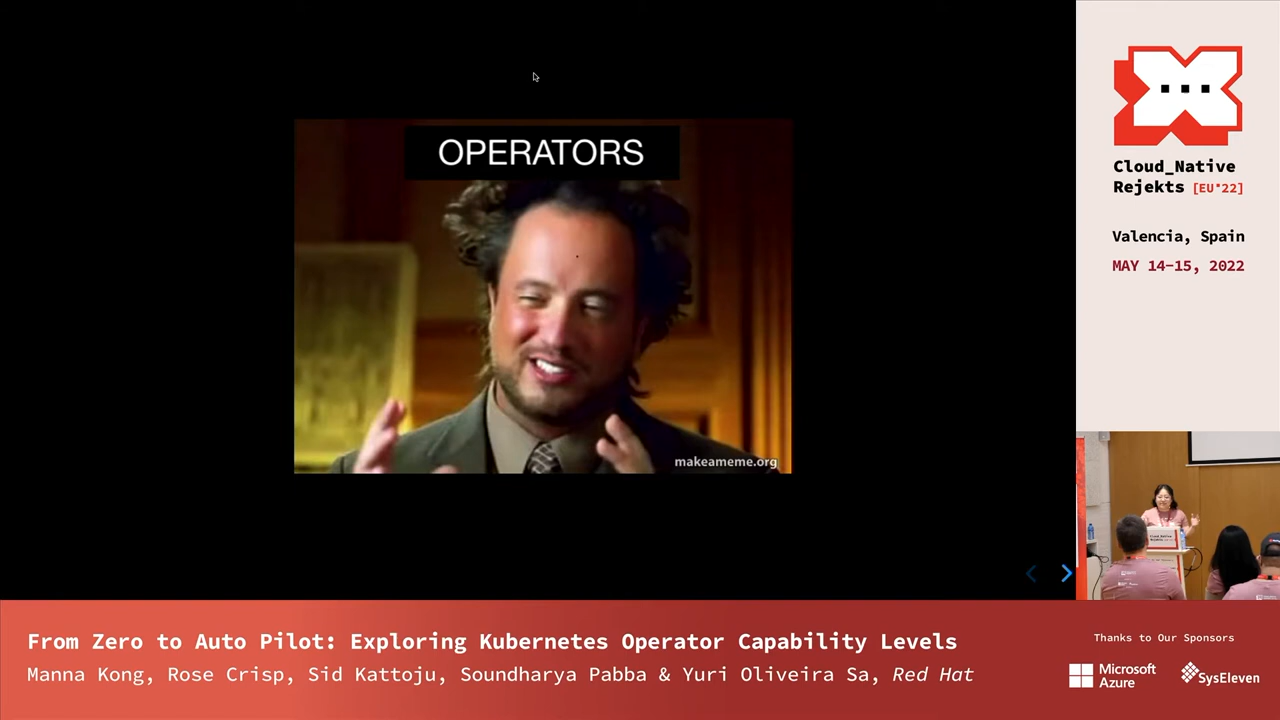 OPERATORS
makeameme.org
Cloud_Native
Rejekts [EU'22]
Valencia, Spain
MAY 14-15, 2022
From Zero to Auto Pilot: Exploring Kubernetes Operator Capability Levels
Manna Kong, Rose Crisp, Sid Kattoju, Soundharya Pabba & Yuri Oliveira Sa, Red Hat
Thanks to Our Sponsors
Microsoft
Azure
SysEleven